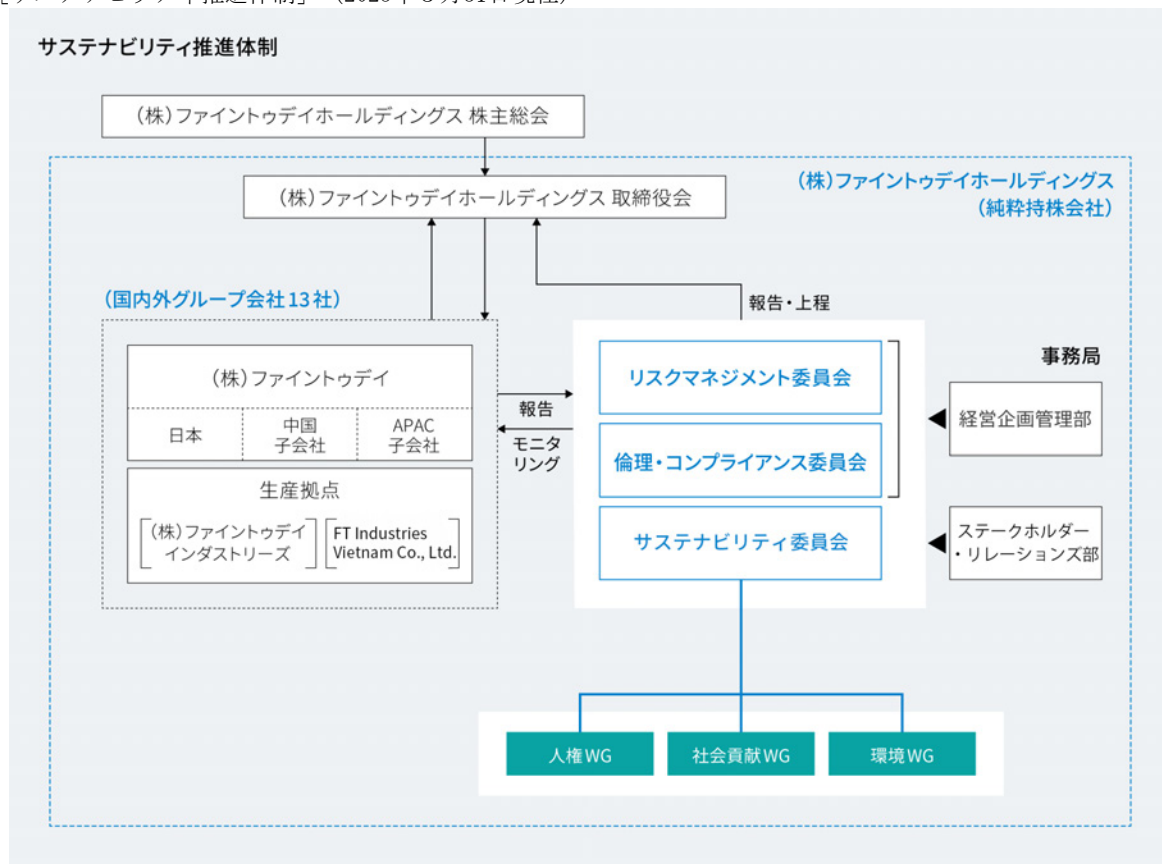 サステナビリティ推進体制
(株)ファイントゥデイホールディングス 株主総会
(株)ファイントゥデイホールディングス 取締役会
(株)ファイントゥデイホールディングス
(純粋持株会社)
(国内外グループ会社13社)
報告・上程
(株)ファイントゥデイ
日本
中国
子会社
APAC
子会社
生産拠点
(株)ファイントゥデイ
インダストリーズ
FT Industries
Vietnam Co., Ltd.
報告
モニタ
リング
リスクマネジメント委員会
倫理・コンプライアンス委員会
サステナビリティ委員会
事務局
経営企画管理部
ステークホルダー
・リレーションズ部
人権WG
社会貢献WG
環境WG